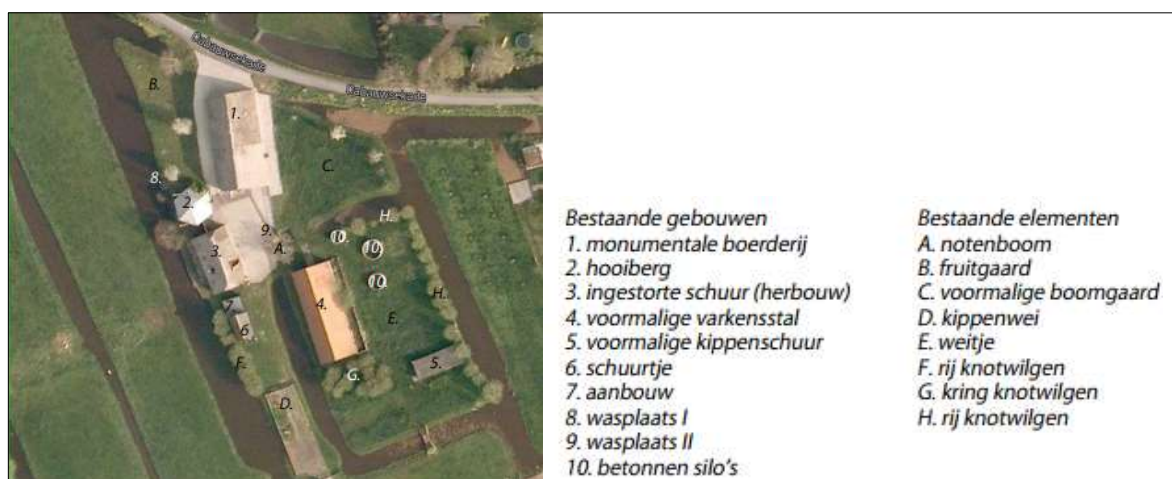 Cabauwsekade
Cabauwsekade
B.
1.
C.
8.
2.
H.
9.
10.
10.
A.
3.
10.
H.
7.
4.
E.
6.
F.
G.
5.
D.
Bestaande gebouwen
1. monumentale boerderij
2. hooiberg
3. ingestorte schuur (herbouw)
4. voormalige varkensstal
5. voormalige kippenschuur
6. schuurtje
7. aanbouw
8. wasplaats I
9. wasplaats II
10. betonnen silo's
Bestaande elementen
A. notenboom
B. fruitgaard
C. voormalige boomgaard
D. kippenwei
E. weitje
F. rij knotwilgen
G. kring knotwilgen
H. rij knotwilgen